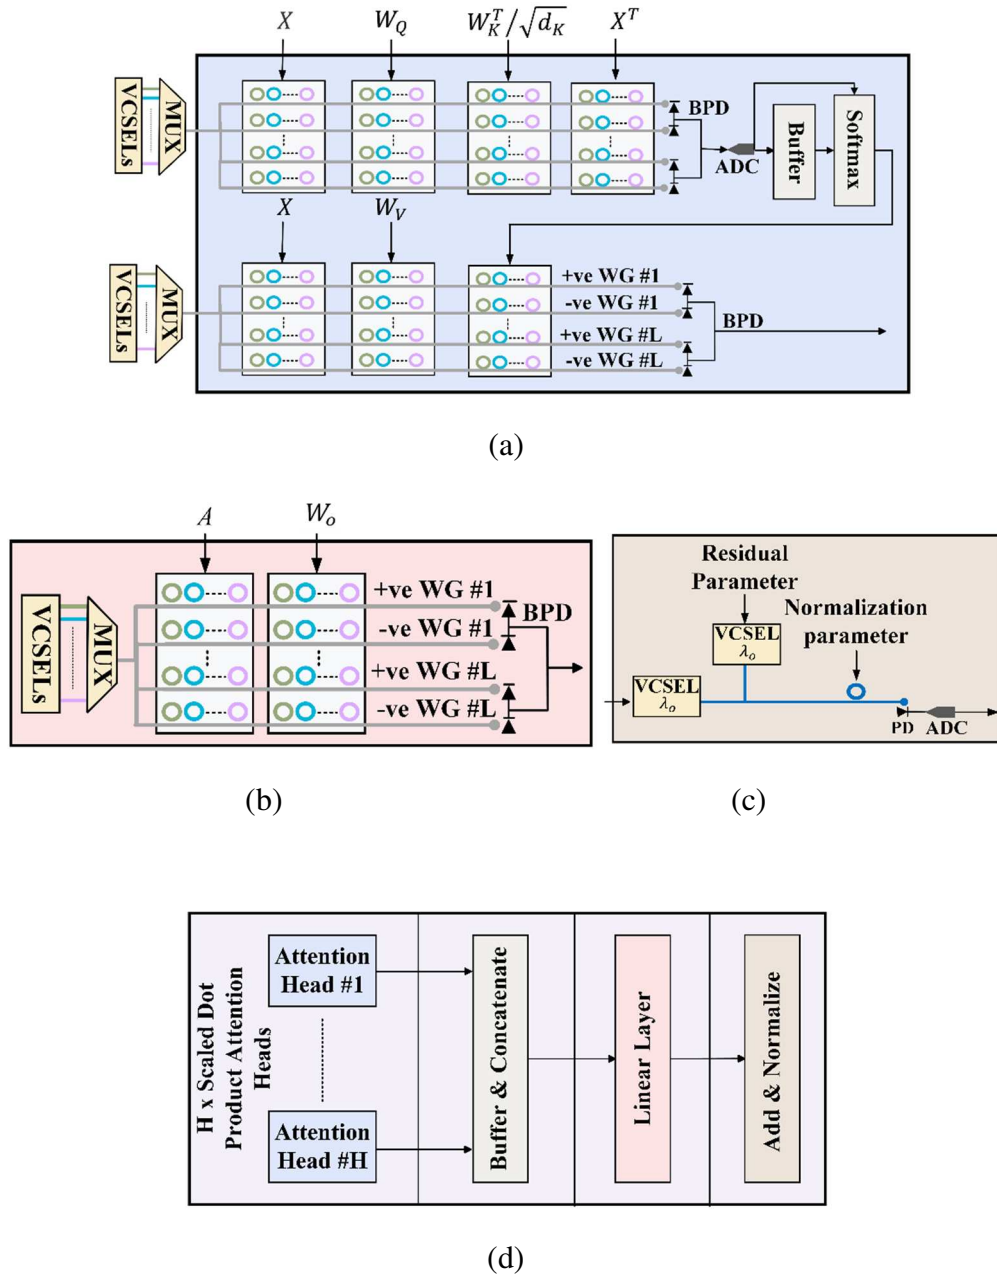 X W_Q W_K^T/√d_K X^T
VCSELs
MUX
BPD
ADC
Buffer
Softmax
X W_V
VCSELs
MUX
+ve WG #1
-ve WG #1
+ve WG #L
-ve WG #L
BPD
(a)
A W_o
VCSELs
MUX
+ve WG #1
-ve WG #1
+ve WG #L
-ve WG #L
BPD
(b)
Residual
Parameter
Normalization
parameter
VCSEL
λ_o
VCSEL
λ_o
PD ADC
(c)
H x Scaled Dot
Product Attention
Heads
Attention
Head #1
Attention
Head #H
Buffer & Concatenate
Linear Layer
Add & Normalize
(d)